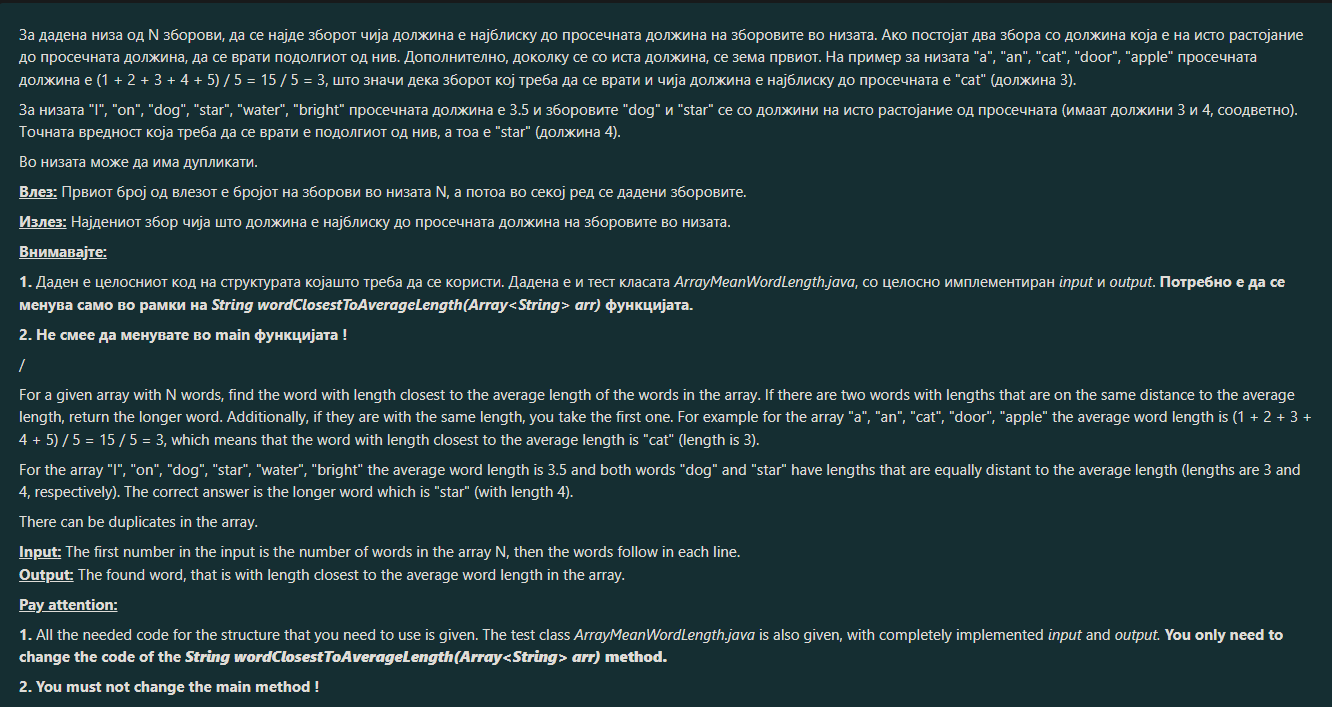 За дадена низа од N зборови, да се најде зборот чија должина е најблиску до просечната должина на зборовите во низата. Ако постојат два збора со должина која е на исто растојание
до просечната должина, да се врати подолгиот од нив. Дополнително, доколку се со иста должина, се зема првиот. На пример за низата "a", "an", "cat", "door", "apple" просечната
должина е (1 + 2 + 3 + 4 + 5) / 5 = 15 / 5 = 3, што значи дека зборот кој треба да се врати и чија должина е најблиску до просечната е "cat" (должина 3).
За низата "I", "on", "dog", "star", "water", "bright" просечната должина е 3.5 и зборовите "dog" и "star" се со должини на исто растојание од просечната (имаат должини 3 и 4, соодветно).
Точната вредност која треба да се врати е подолгиот од нив, а тоа е "star" (должина 4).
Во низата може да има дупликати.
Влез: Првиот број од влезот е бројот на зборови во низата N, а потоа во секој ред се дадени зборовите.
Излез: Најдениот збор чија што должина е најблиску до просечната должина на зборовите во низата.
Внимавајте:
1. Даден е целосниот код на структурата којашто треба да се користи. Дадена е и тест класата ArrayMeanWordLength.java, со целосно имплементиран input и output. Потребно е да се
менува само во рамки на String wordClosestToAverageLength(Array<String> arr) функцијата.
2. Не смее да менувате во main функцијата !
/
For a given array with N words, find the word with length closest to the average length of the words in the array. If there are two words with lengths that are on the same distance to the average
length, return the longer word. Additionally, if they are with the same length, you take the first one. For example for the array "a", "an", "cat", "door", "apple" the average word length is (1 + 2 + 3 +
4 + 5) / 5 = 15 / 5 = 3, which means that the word with length closest to the average length is "cat" (length is 3).
For the array "I", "on", "dog", "star", "water", "bright" the average word length is 3.5 and both words "dog" and "star" have lengths that are equally distant to the average length (lengths are 3 and
4, respectively). The correct answer is the longer word which is "star" (with length 4).
There can be duplicates in the array.
Input: The first number in the input is the number of words in the array N, then the words follow in each line.
Output: The found word, that is with length closest to the average word length in the array.
Pay attention:
1. All the needed code for the structure that you need to use is given. The test class ArrayMeanWordLength.java is also given, with completely implemented input and output. You only need to
change the code of the String wordClosestToAverageLength(Array<String> arr) method.
2. You must not change the main method !